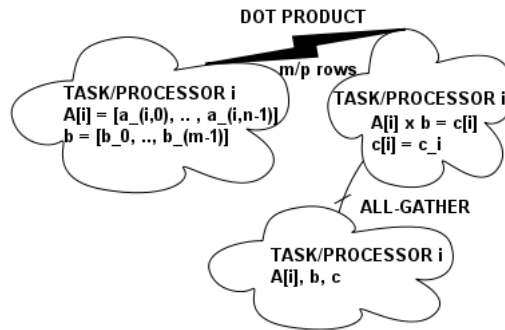 DOT PRODUCT
m/p rows
TASK/PROCESSOR i
A[i] = [a_(i,0), .. , a_(i,n-1)]
b = [b_0, .., b_(m-1)]
TASK/PROCESSOR i
A[i] x b = c[i]
c[i] = c_i
ALL-GATHER
TASK/PROCESSOR i
A[i], b, c